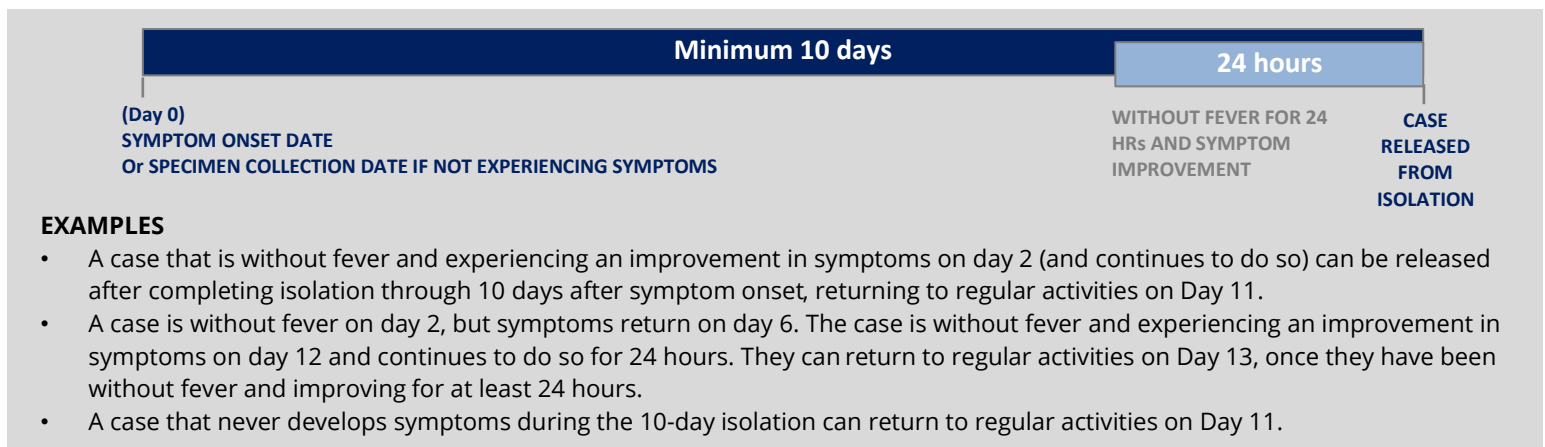 Minimum 10 days
24 hours
(Day 0)
SYMPTOM ONSET DATE
Or SPECIMEN COLLECTION DATE IF NOT EXPERIENCING SYMPTOMS
WITHOUT FEVER FOR 24
HRs AND SYMPTOM
IMPROVEMENT
CASE
RELEASED
FROM
ISOLATION
EXAMPLES
• A case that is without fever and experiencing an improvement in symptoms on day 2 (and continues to do so) can be released
after completing isolation through 10 days after symptom onset, returning to regular activities on Day 11.
• A case is without fever on day 2, but symptoms return on day 6. The case is without fever and experiencing an improvement in
symptoms on day 12 and continues to do so for 24 hours. They can return to regular activities on Day 13, once they have been
without fever and improving for at least 24 hours.
• A case that never develops symptoms during the 10-day isolation can return to regular activities on Day 11.